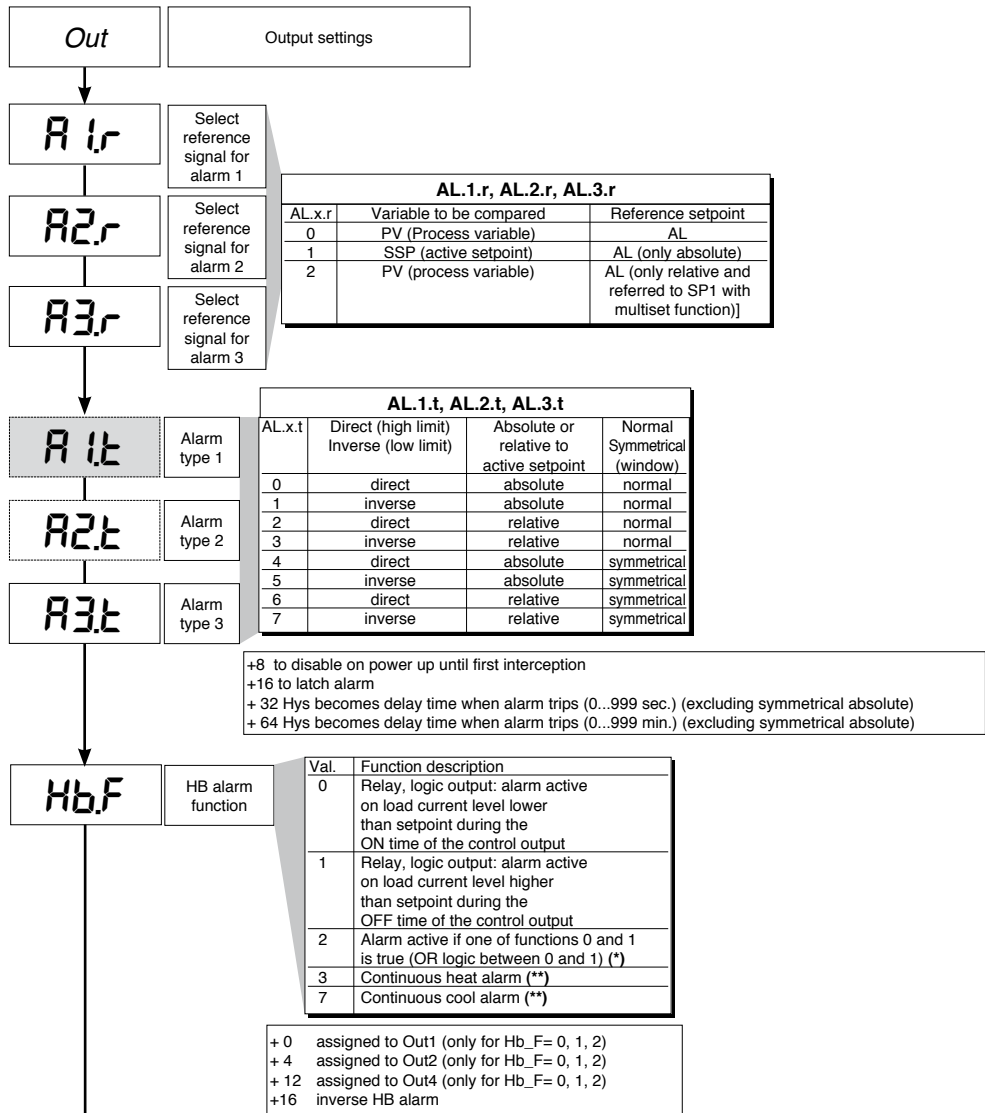 Out
Output settings
A1.r
Select
reference
signal for
alarm 1
A2.r
Select
reference
signal for
alarm 2
A3.r
Select
reference
signal for
alarm 3
AL.1.r, AL.2.r, AL.3.r
AL.x.r Variable to be compared Reference setpoint
0 PV (Process variable) AL
1 SSP (active setpoint) AL (only absolute)
2 PV (process variable) AL (only relative and
referred to SP1 with
multiset function)]
A1.t
Alarm
type 1
A2.t
Alarm
type 2
A3.t
Alarm
type 3
AL.1.t, AL.2.t, AL.3.t
AL.x.t Direct (high limit) Absolute or Normal
Inverse (low limit) relative to Symmetrical
active setpoint (window)
0 direct absolute normal
1 inverse absolute normal
2 direct relative normal
3 inverse relative normal
4 direct absolute symmetrical
5 inverse absolute symmetrical
6 direct relative symmetrical
7 inverse relative symmetrical
+8 to disable on power up until first interception
+16 to latch alarm
+ 32 Hys becomes delay time when alarm trips (0...999 sec.) (excluding symmetrical absolute)
+ 64 Hys becomes delay time when alarm trips (0...999 min.) (excluding symmetrical absolute)
Hb.F
HB alarm
function
Val. Function description
0 Relay, logic output: alarm active
on load current level lower
than setpoint during the
ON time of the control output
1 Relay, logic output: alarm active
on load current level higher
than setpoint during the
OFF time of the control output
2 Alarm active if one of functions 0 and 1
is true (OR logic between 0 and 1) (*)
3 Continuous heat alarm (**)
7 Continuous cool alarm (**)
+ 0 assigned to Out1 (only for Hb_F= 0, 1, 2)
+ 4 assigned to Out2 (only for Hb_F= 0, 1, 2)
+ 12 assigned to Out4 (only for Hb_F= 0, 1, 2)
+16 inverse HB alarm